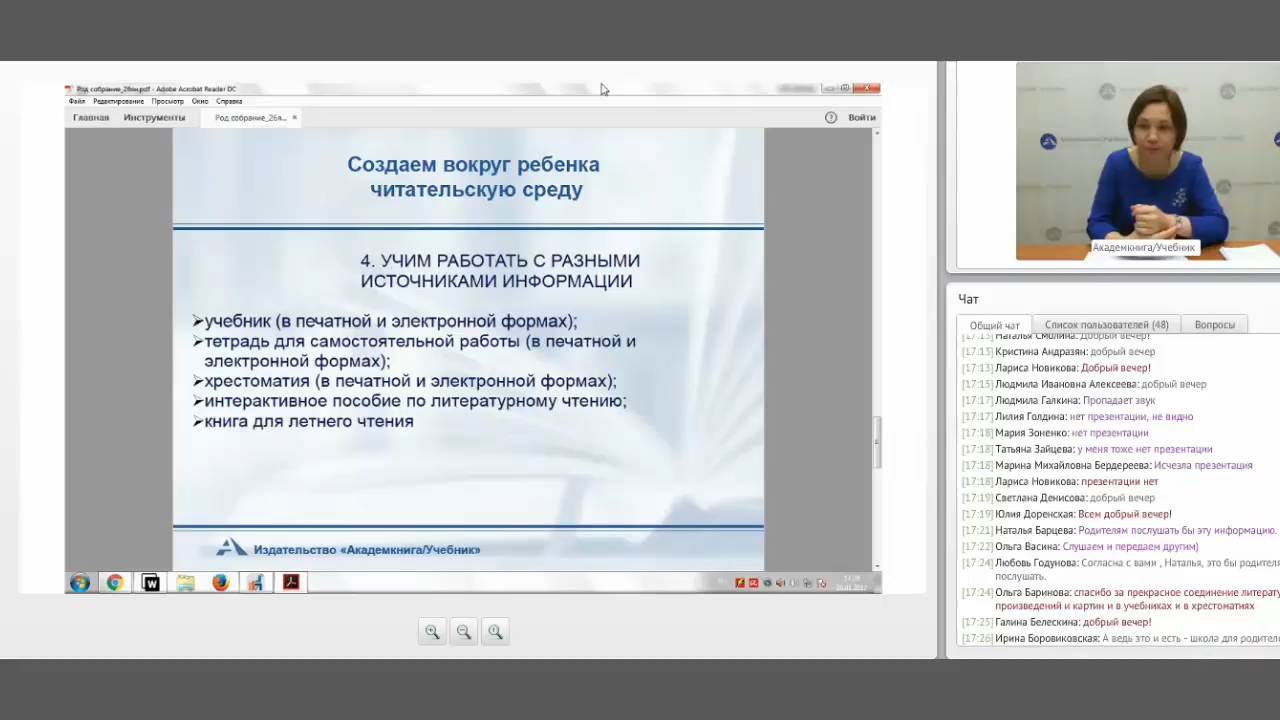 Род собрание_26янв.pdf - Adobe Acrobat Reader DC
Файл Редактирование Просмотр Окно Справка
Главная Инструменты Род собрание_26я... × Войти
Создаем вокруг ребенка
читательскую среду
4. УЧИМ РАБОТАТЬ С РАЗНЫМИ
ИСТОЧНИКАМИ ИНФОРМАЦИИ
учебник (в печатной и электронной формах);
тетрадь для самостоятельной работы (в печатной и
электронной формах);
хрестоматия (в печатной и электронной формах);
интерактивное пособие по литературному чтению;
книга для летнего чтения
Издательство «Академкнига/Учебник»
Академкнига/Учебник
Чат
Общий чат Список пользователей (48) Вопросы
[17:13] Наталья Смолина: Добрый вечер!
[17:13] Кристина Андразян: добрый вечер
[17:13] Лариса Новикова: Добрый вечер!
[17:15] Людмила Ивановна Алексеева: добрый вечер
[17:17] Людмила Галкина: Пропадает звук
[17:17] Лилия Голдина: нет презентации, не видно
[17:18] Мария Зоненко: нет презентации
[17:18] Татьяна Зайцева: у меня тоже нет презентации
[17:18] Марина Михайловна Бердереева: Исчезла презентация
[17:18] Лариса Новикова: презентации нет
[17:19] Светлана Денисова: добрый вечер
[17:19] Юлия Доренская: Всем добрый вечер!
[17:21] Наталья Барцева: Родителям послушать бы эту информацию.
[17:22] Ольга Васина: Слушаем и передаем другим)
[17:24] Любовь Годунова: Согласна с вами , Наталья, это бы родителя
послушать.
[17:24] Ольга Баринова: спасибо за прекрасное соединение литерату
произведений и картин и в учебниках и в хрестоматиях
[17:25] Галина Белескина: добрый вечер!
[17:26] Ирина Боровиковская: А ведь это и есть - школа для родител